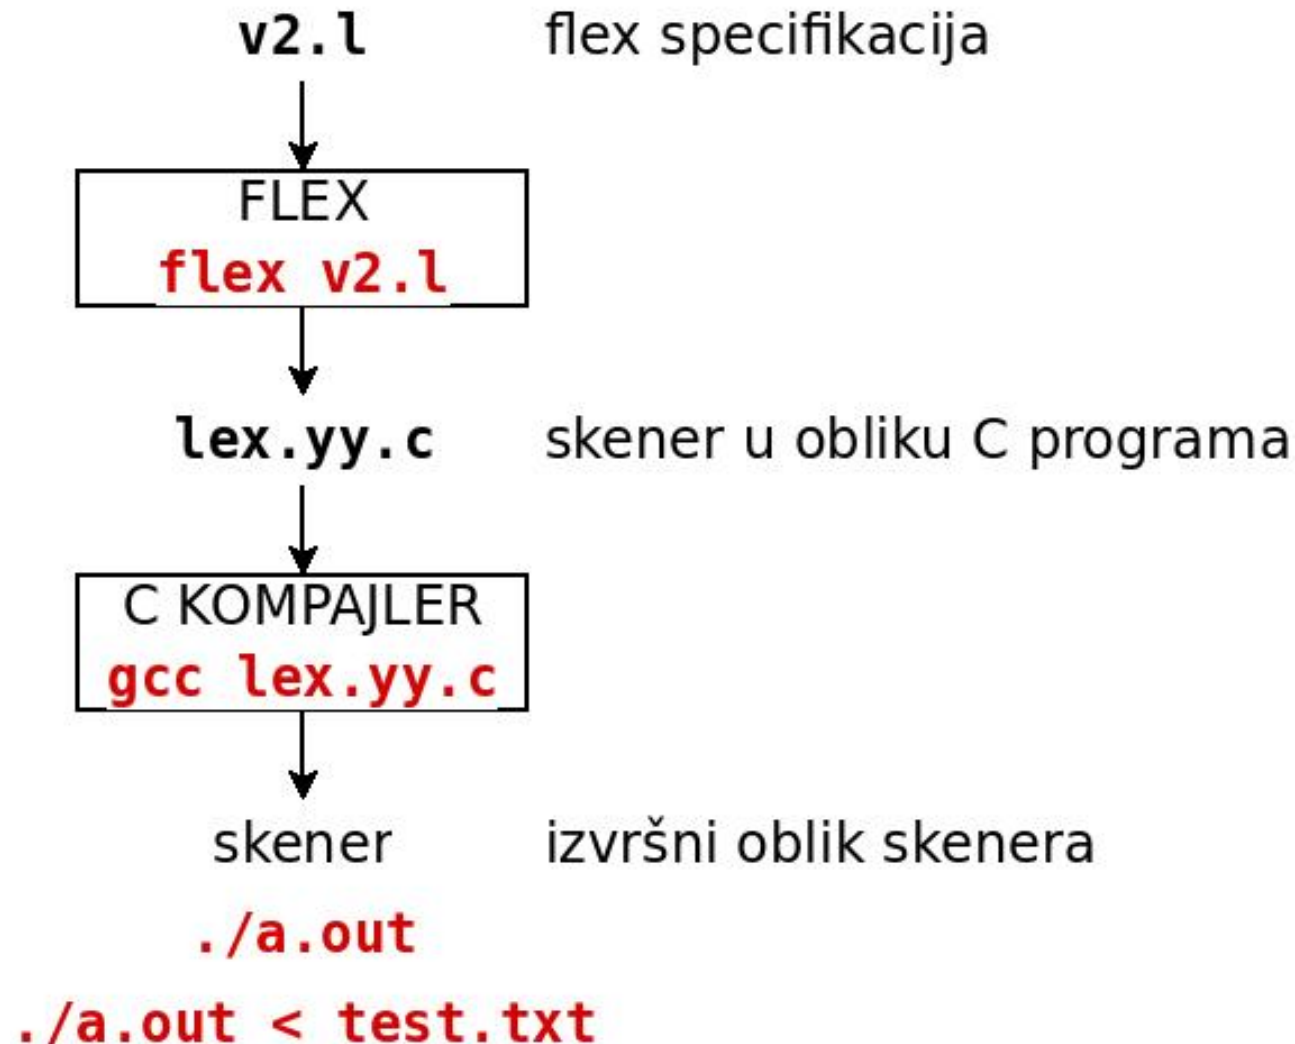 v2.l flex specifikacija
FLEX
flex v2.l
lex.yy.c skener u obliku C programa
C KOMPAJLER
gcc lex.yy.c
skener izvršni oblik skenera
./a.out
./a.out < test.txt